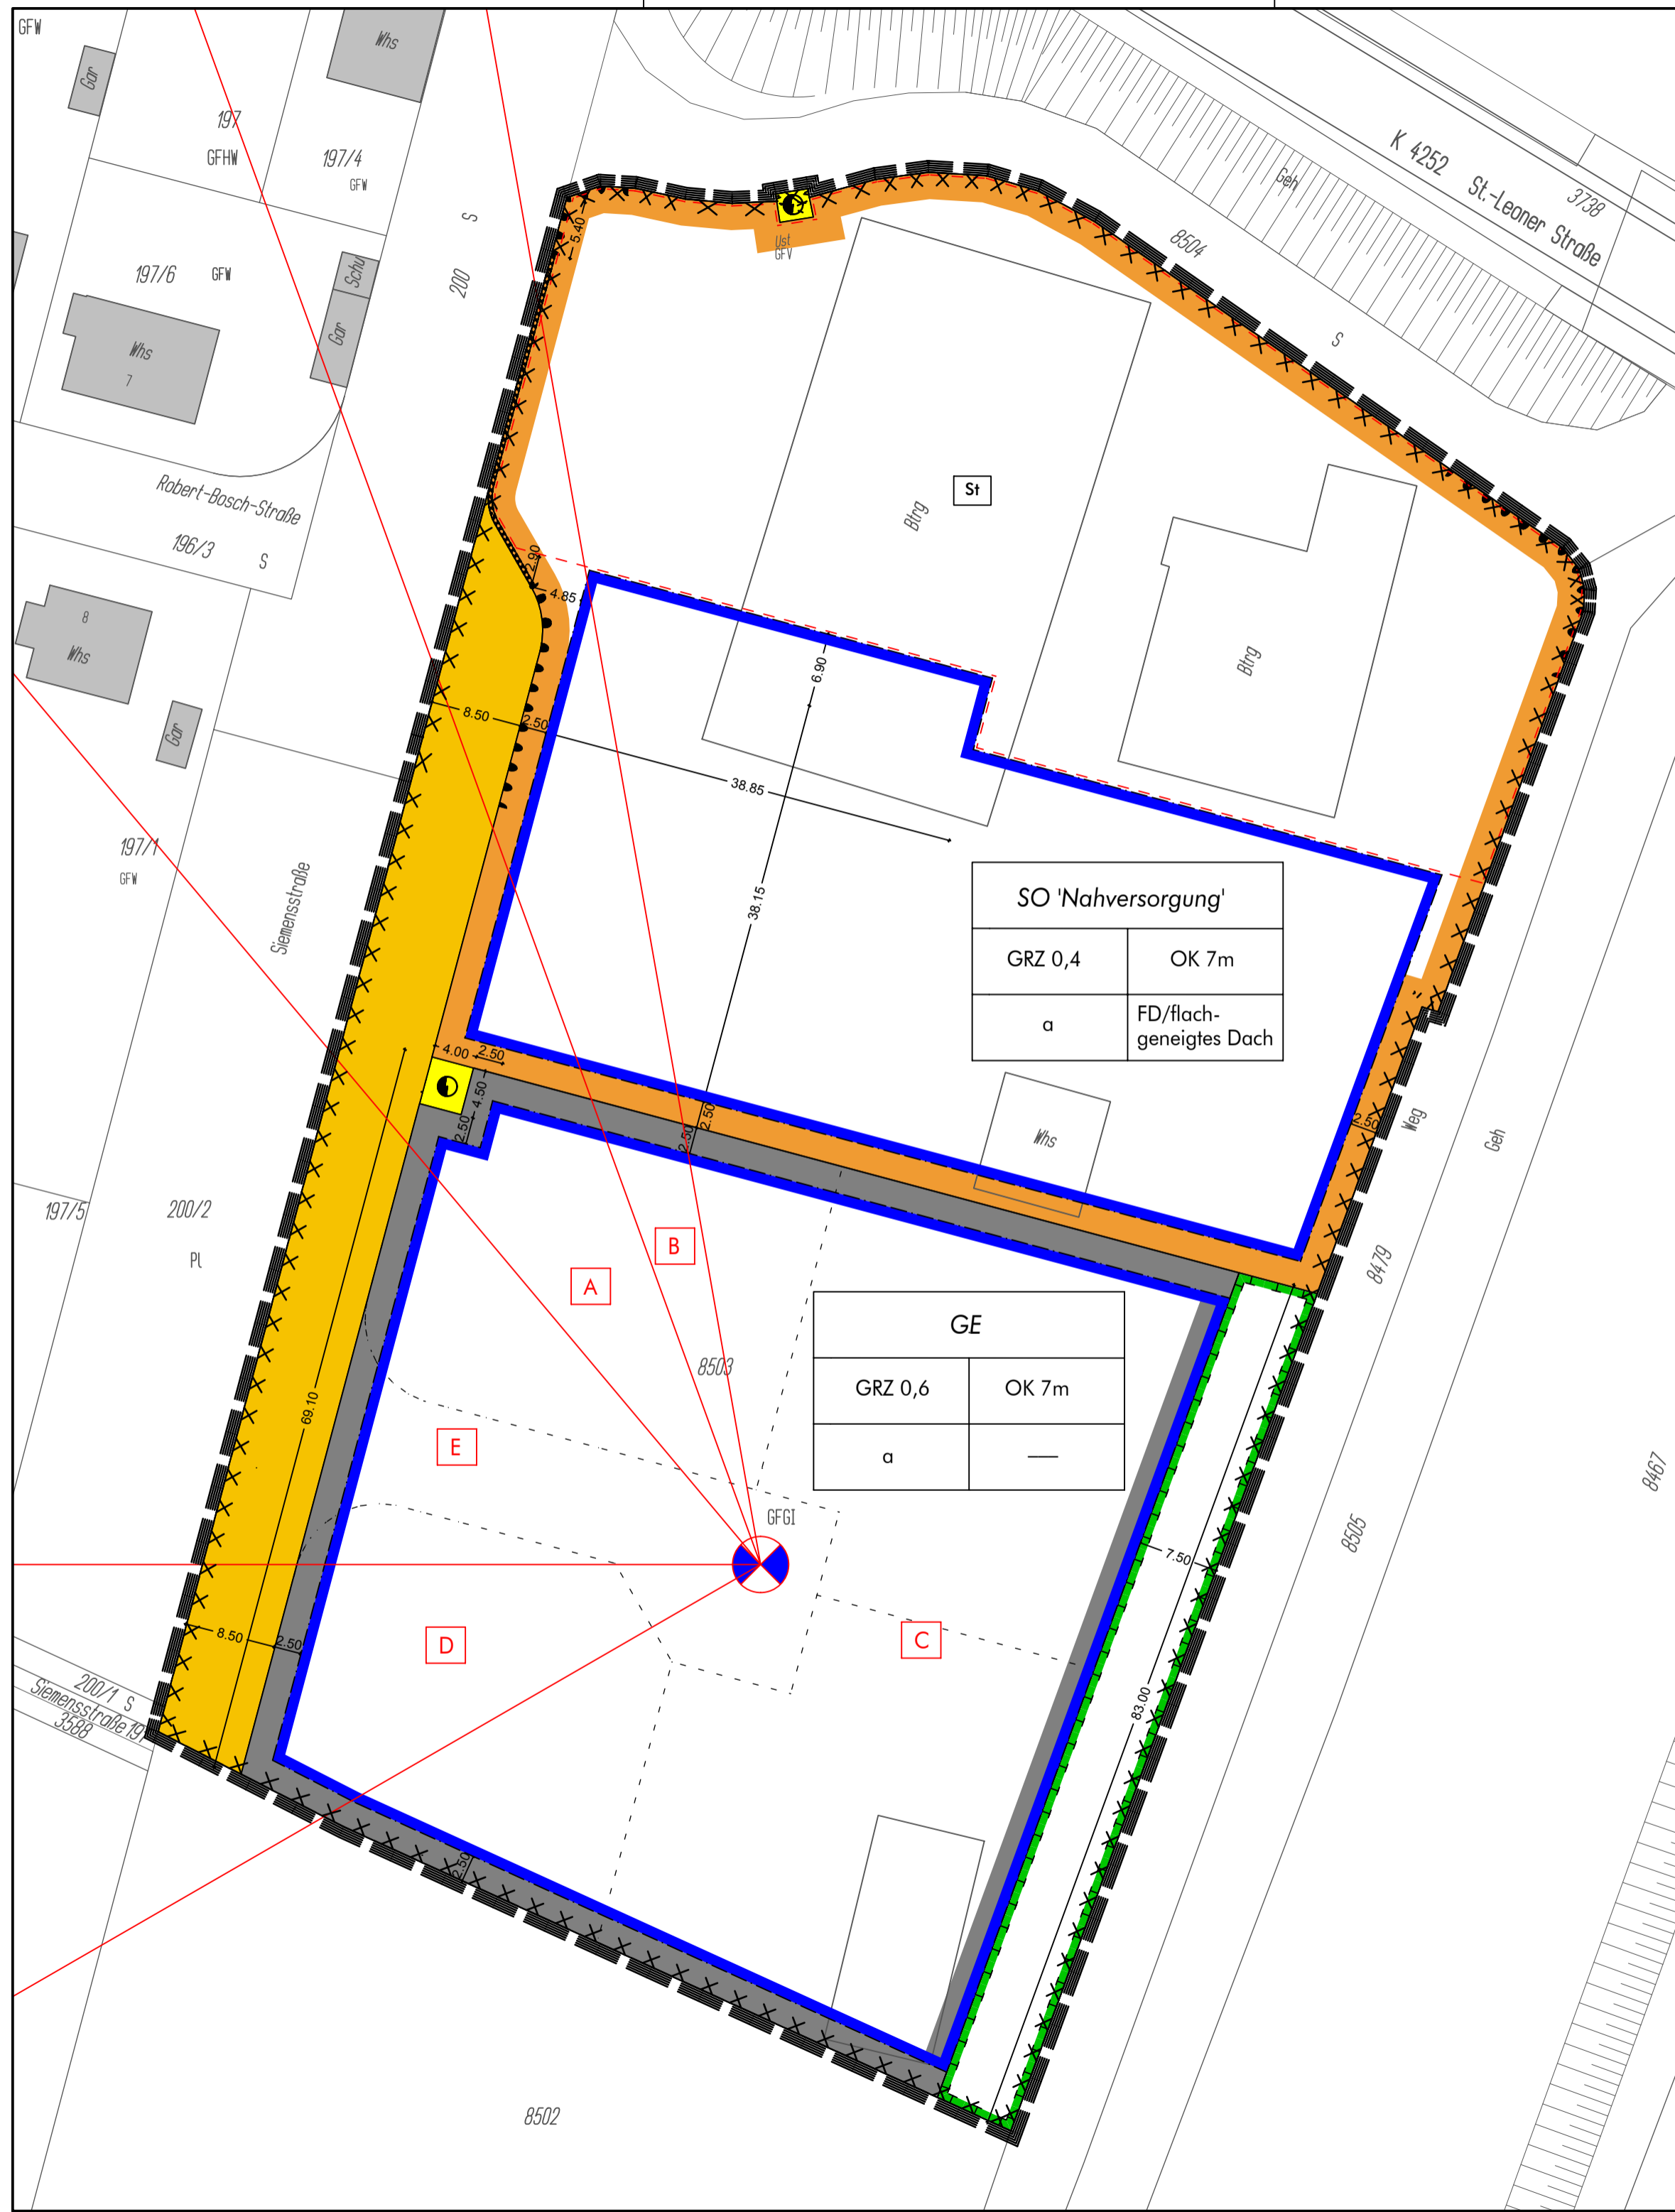 GFW
Whs
Gar
197
GFHW
197/4
GFW
K 4252
St.-Leoner Straße
3738
Geh
S
200
5.40
Ust
GFV
8504
S
197/6
GFW
Schu
Gar
Whs
7
St
Btrg
Btrg
Robert-Bosch-Straße
196/3
S
2.90
4.85
8
Whs
6.90
8.50
2.50
Gar
38.85
197/1
GFW
Siemensstraße
38.15
SO 'Nahversorgung'
GRZ 0,4
OK 7m
a
FD/flach-
geneigtes Dach
4.00
2.50
4.50
2.50
2.50
2.50
Whs
2.50
Weg
Geh
197/5
200/2
Pl
B
A
8479
GE
GRZ 0,6
OK 7m
a
8503
69.10
E
GFGI
8467
8505
7.50
8.50
2.50
D
C
200/1 S
Siemensstraße 197
3588
83.00
2.50
8502